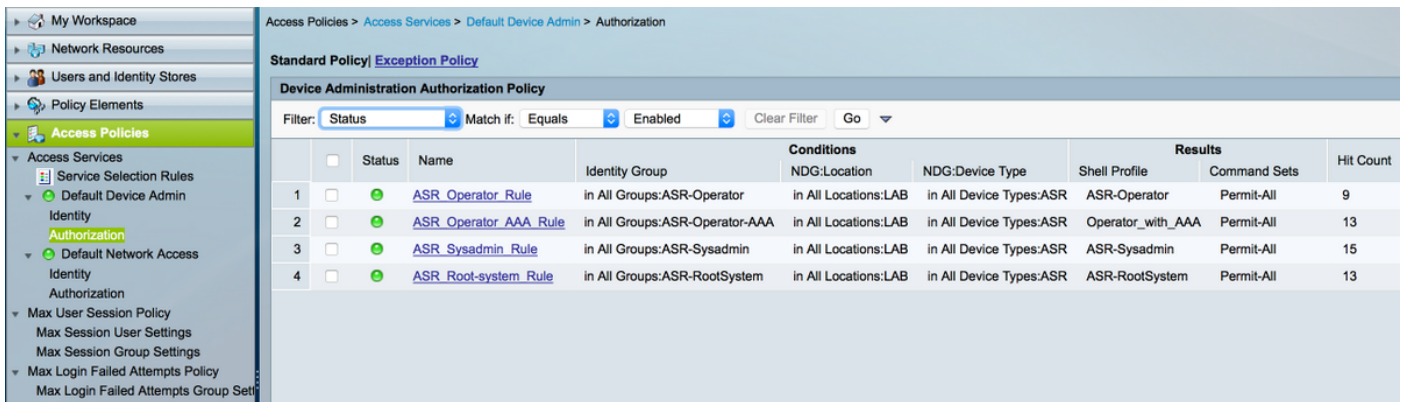 My Workspace
Network Resources
Users and Identity Stores
Policy Elements
Access Policies
Access Services
Service Selection Rules
Default Device Admin
Identity
Authorization
Default Network Access
Identity
Authorization
Max User Session Policy
Max Session User Settings
Max Session Group Settings
Max Login Failed Attempts Policy
Max Login Failed Attempts Group Sett
Access Policies > Access Services > Default Device Admin > Authorization
Standard Policy| Exception Policy
Device Administration Authorization Policy
Filter: Status Match if: Equals Enabled Clear Filter Go
Conditions Results
Status Name Identity Group NDG:Location NDG:Device Type Shell Profile Command Sets Hit Count
1 ASR_Operator_Rule in All Groups:ASR-Operator in All Locations:LAB in All Device Types:ASR ASR-Operator Permit-All 9
2 ASR_Operator_AAA_Rule in All Groups:ASR-Operator-AAA in All Locations:LAB in All Device Types:ASR Operator_with_AAA Permit-All 13
3 ASR_Sysadmin_Rule in All Groups:ASR-Sysadmin in All Locations:LAB in All Device Types:ASR ASR-Sysadmin Permit-All 15
4 ASR_Root-system_Rule in All Groups:ASR-RootSystem in All Locations:LAB in All Device Types:ASR ASR-RootSystem Permit-All 13